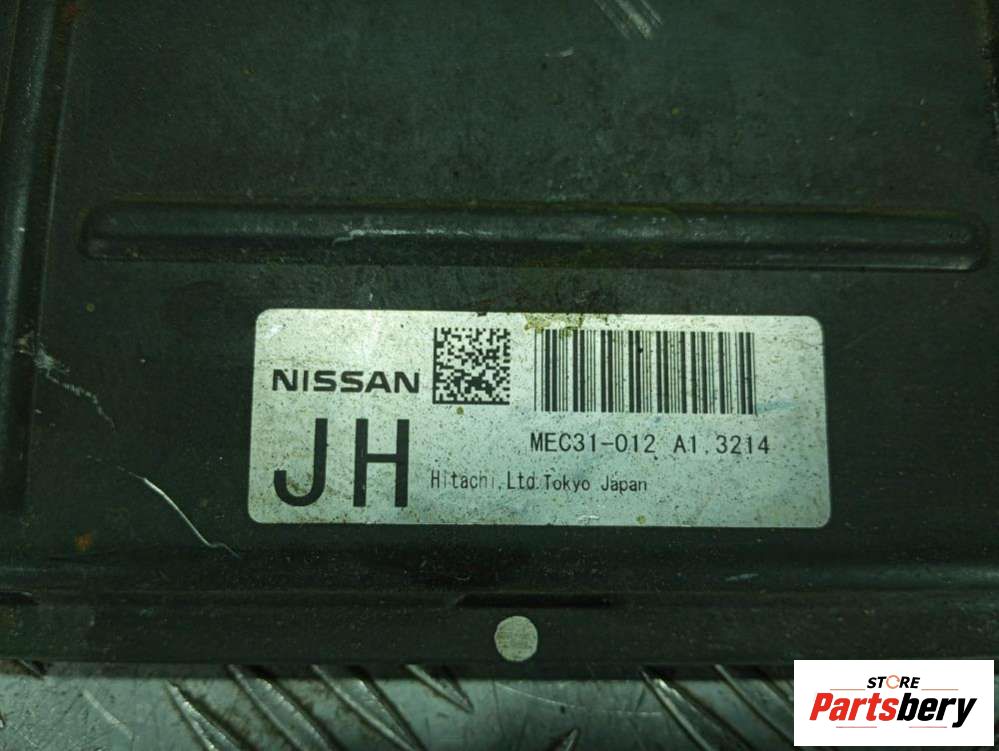 NISSAN
JH
MEC31-012 A1.3214
Hitachi,Ltd.Tokyo Japan
STORE
Partsbery